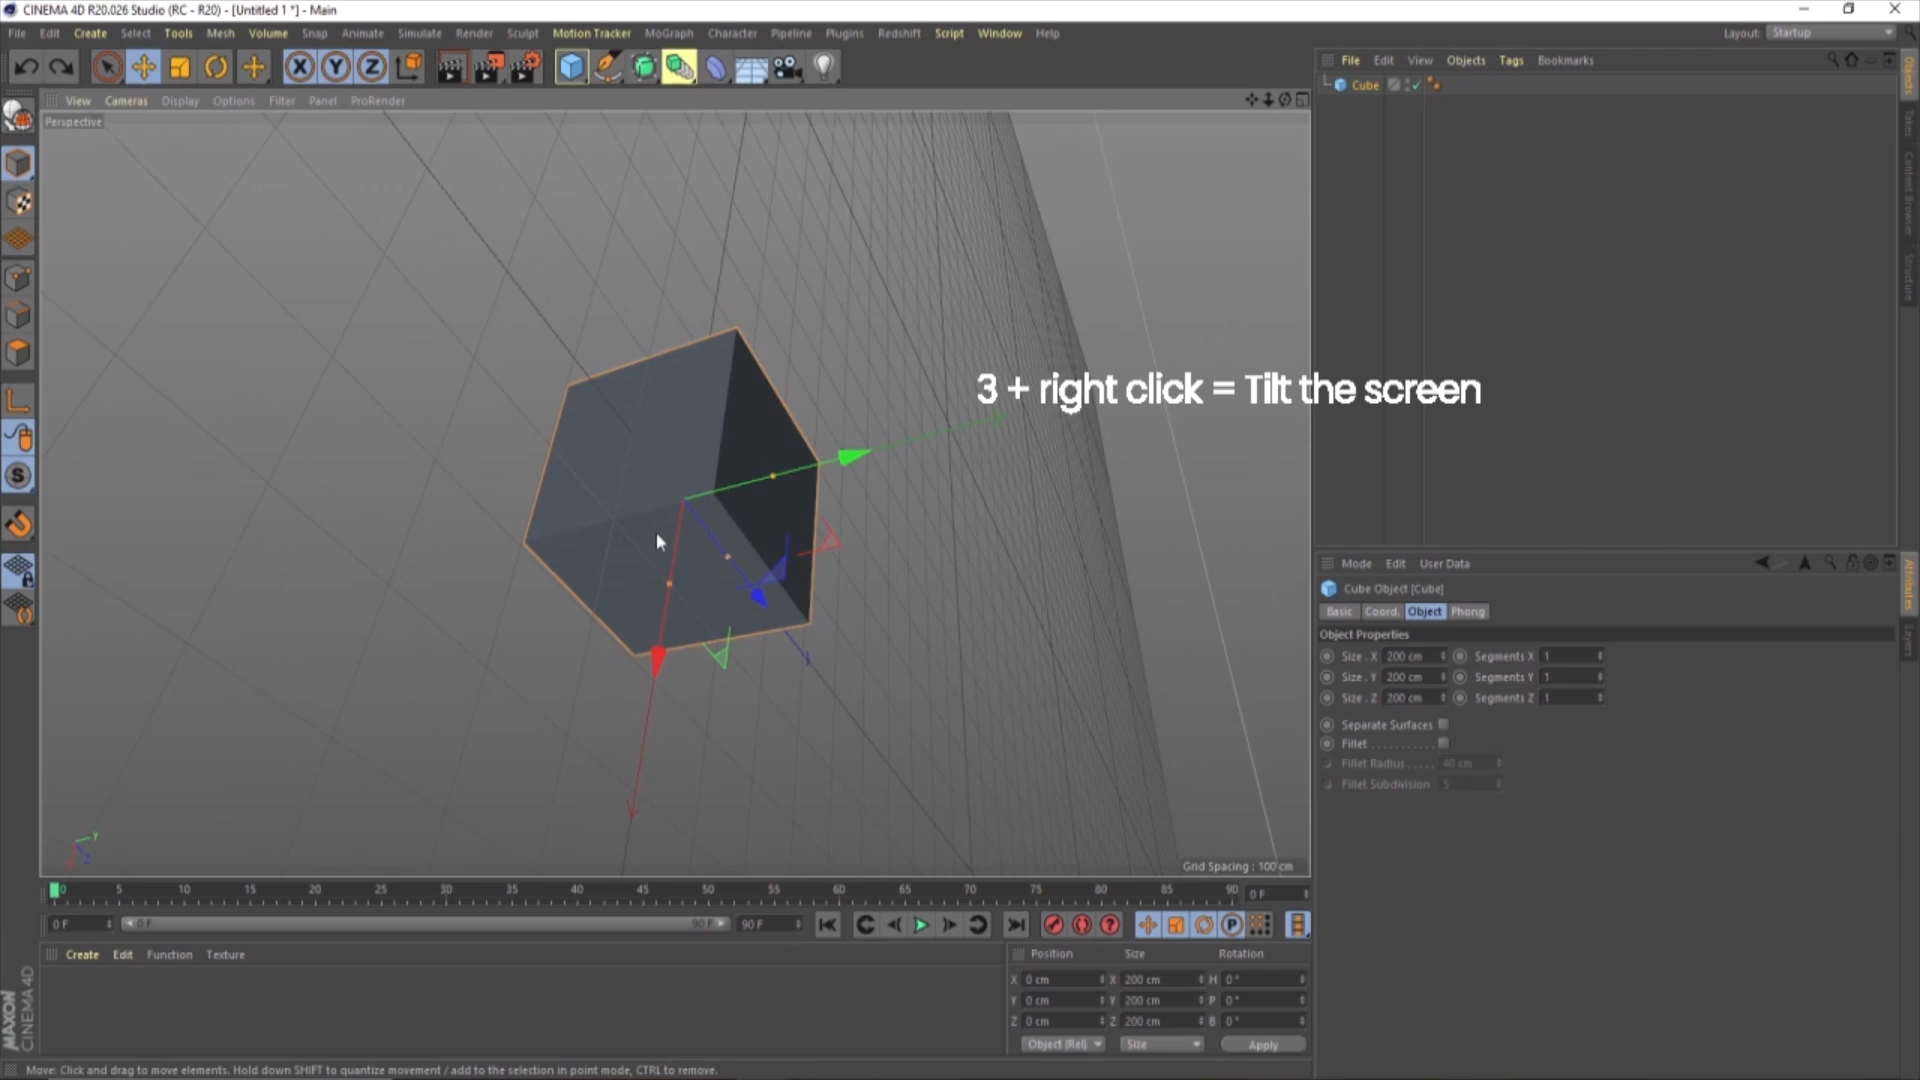 CINEMA 4D R20.026 Studio (RC - R20) - [Untitled 1 *] - Main
File Edit Create Select Tools Mesh Volume Snap Animate Simulate Render Sculpt Motion Tracker MoGraph Character Pipeline Plugins Redshift Script Window Help
Layout: Startup
X Y Z
File Edit View Objects Tags Bookmarks
Cube
View Cameras Display Options Filter Panel ProRender
Perspective
3 + right click = Tilt the screen
Objects
Takes
Content Browser
Structure
S
Mode Edit User Data
Cube Object [Cube]
Basic Coord. Object Phong
Object Properties
Size . X 200 cm Segments X 1
Size . Y 200 cm Segments Y 1
Size . Z 200 cm Segments Z 1
Separate Surfaces
Fillet . . . . . . . . . . .
Fillet Radius . . . . . 40 cm
Fillet Subdivision 5
Attributes
Layers
Y
Z
Grid Spacing : 100 cm
0 5 10 15 20 25 30 35 40 45 50 55 60 65 70 75 80 85 90 0 F
0 F 0 F 90 F 90 F
P
Create Edit Function Texture
Position Size Rotation
X 0 cm X 200 cm H 0 °
Y 0 cm Y 200 cm P 0 °
Z 0 cm Z 200 cm B 0 °
Object (Rel) Size Apply
MAXON
CINEMA 4D
Move: Click and drag to move elements. Hold down SHIFT to quantize movement / add to the selection in point mode, CTRL to remove.